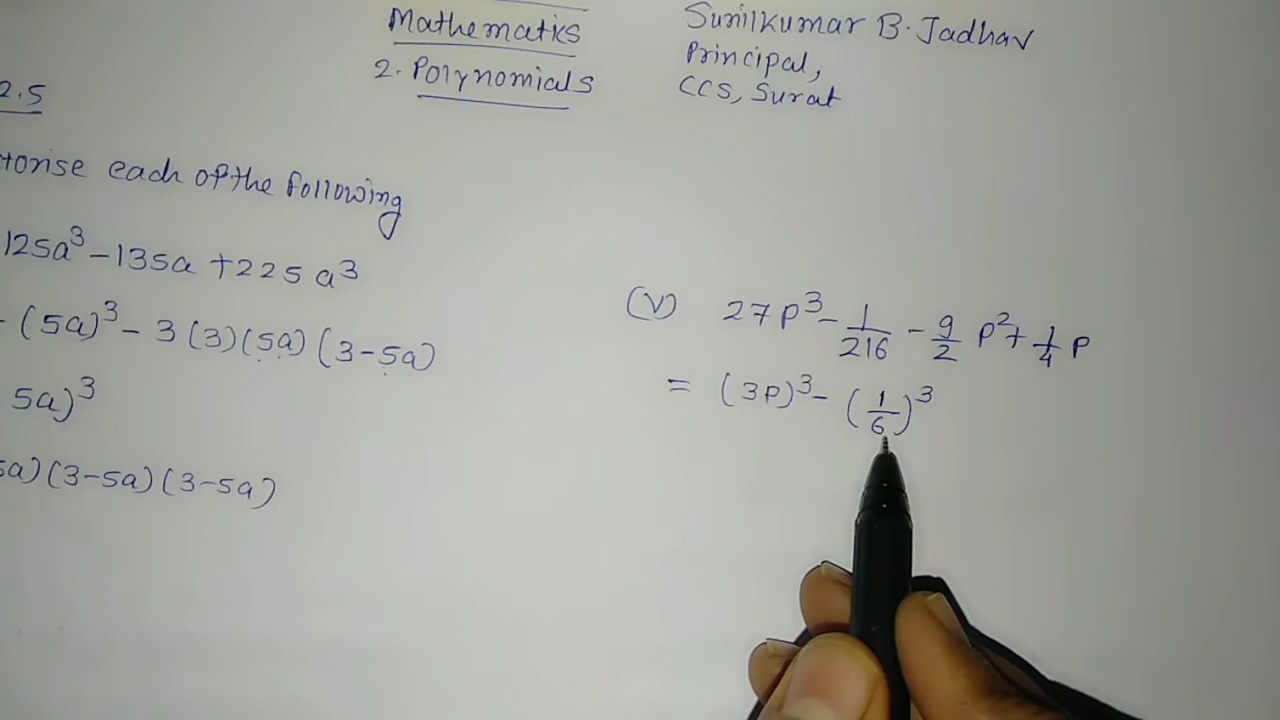 Mathematics
2. Polynomials
Sunilkumar B. Jadhav
Principal,
CCS, Surat
2.5
torise each of the following
125a³ - 135a + 225a³
- (5a)³ - 3(3)(5a)(3-5a)
5a)³
5a)(3-5a)(3-5a)
(V) 27p³ - 1/216 - 9/2 p² + 1/4 p
= (3p)³ - (1/6)³